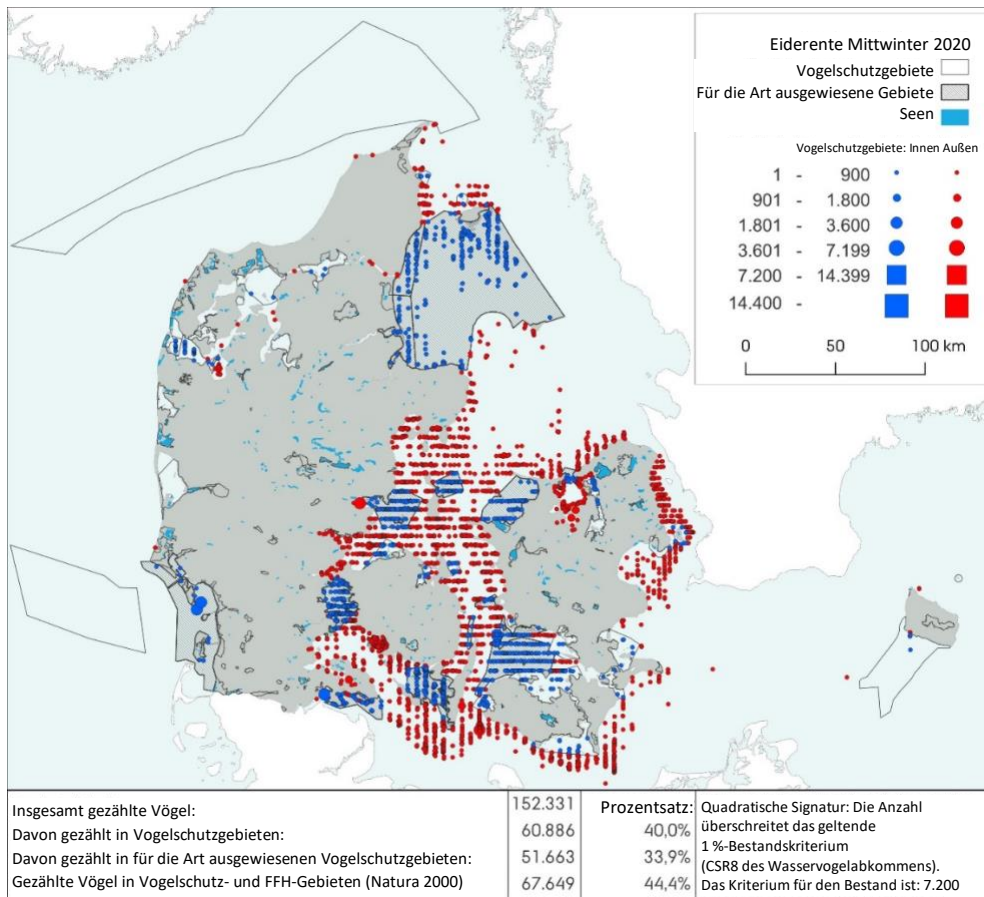 Eiderente Mittwinter 2020
Vogelschutzgebiete
Für die Art ausgewiesene Gebiete
Seen
Vogelschutzgebiete: Innen Außen
1 - 900
901 - 1.800
1.801 - 3.600
3.601 - 7.199
7.200 - 14.399
14.400 -
0 50 100 km
Insgesamt gezählte Vögel: 152.331 Prozentsatz:
Davon gezählt in Vogelschutzgebieten: 60.886 40,0%
Davon gezählt in für die Art ausgewiesenen Vogelschutzgebieten: 51.663 33,9%
Gezählte Vögel in Vogelschutz- und FFH-Gebieten (Natura 2000) 67.649 44,4%
Quadratische Signatur: Die Anzahl
überschreitet das geltende
1 %-Bestandskriterium
(CSR8 des Wasservogelabkommens).
Das Kriterium für den Bestand ist: 7.200